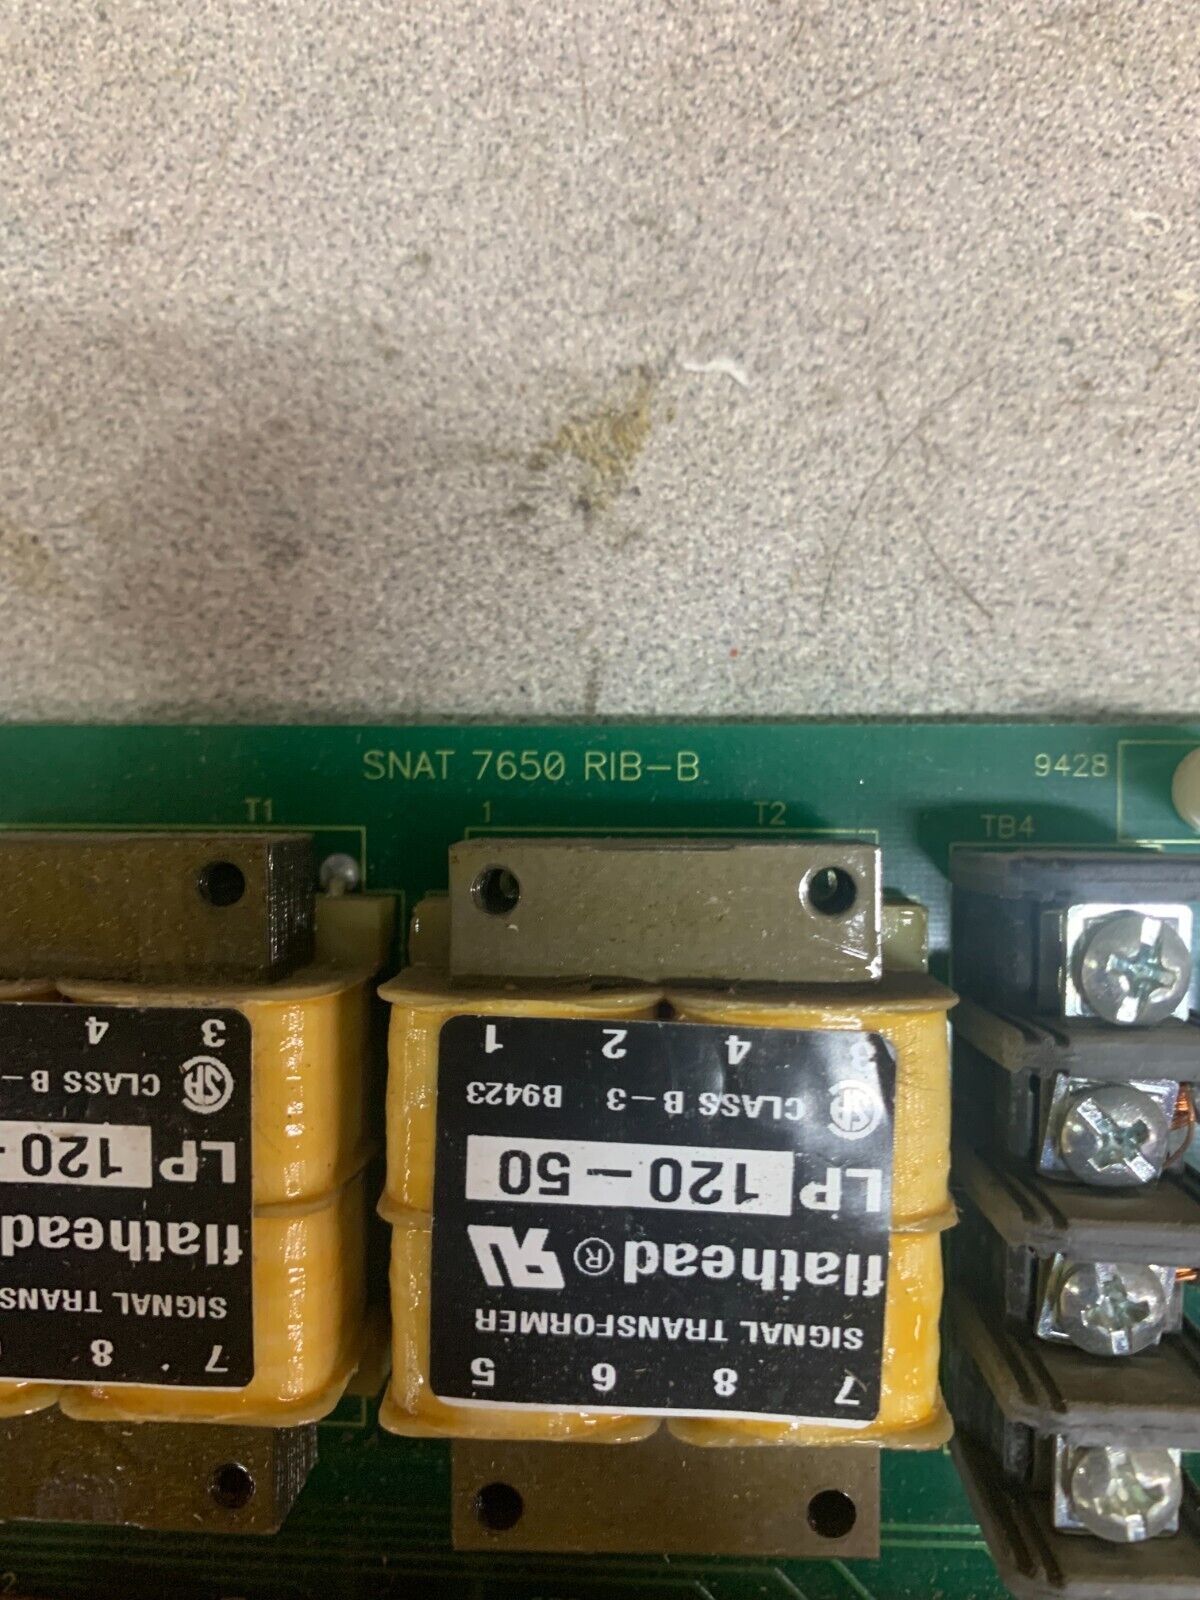 SNAT 7650 RIB-B
9428
T1
1
T2
TB4
7 8
SIGNAL TRANS
flathead
LP 120-
CLASS B-
3 4
7 8 6 5
SIGNAL TRANSFORMER
flathead®
LP 120-50
CLASS B-3 B9423
3 4 2 1
2